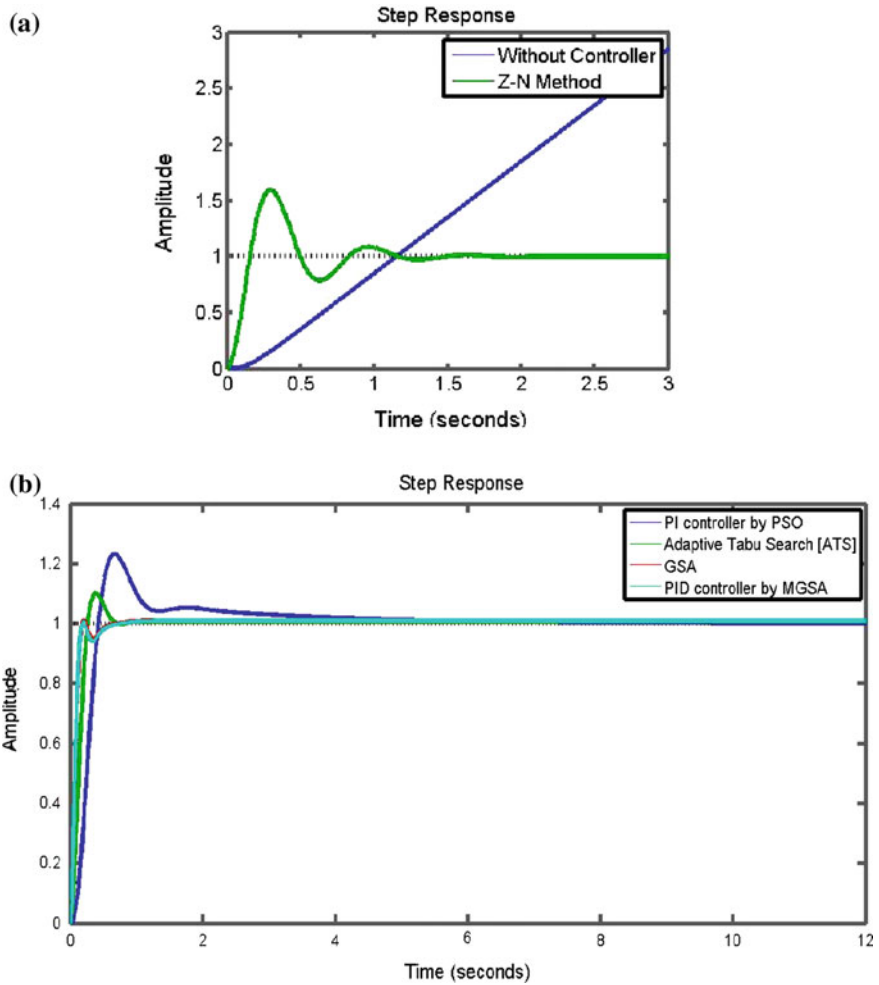 (a)
Step Response
Without Controller
Z-N Method
Amplitude
3
2.5
2
1.5
1
0.5
0
0 0.5 1 1.5 2 2.5 3
Time (seconds)
(b)
Step Response
PI controller by PSO
Adaptive Tabu Search [ATS]
GSA
PID controller by MGSA
Amplitude
1.4
1.2
1
0.8
0.6
0.4
0.2
0
0 2 4 6 8 10 12
Time (seconds)